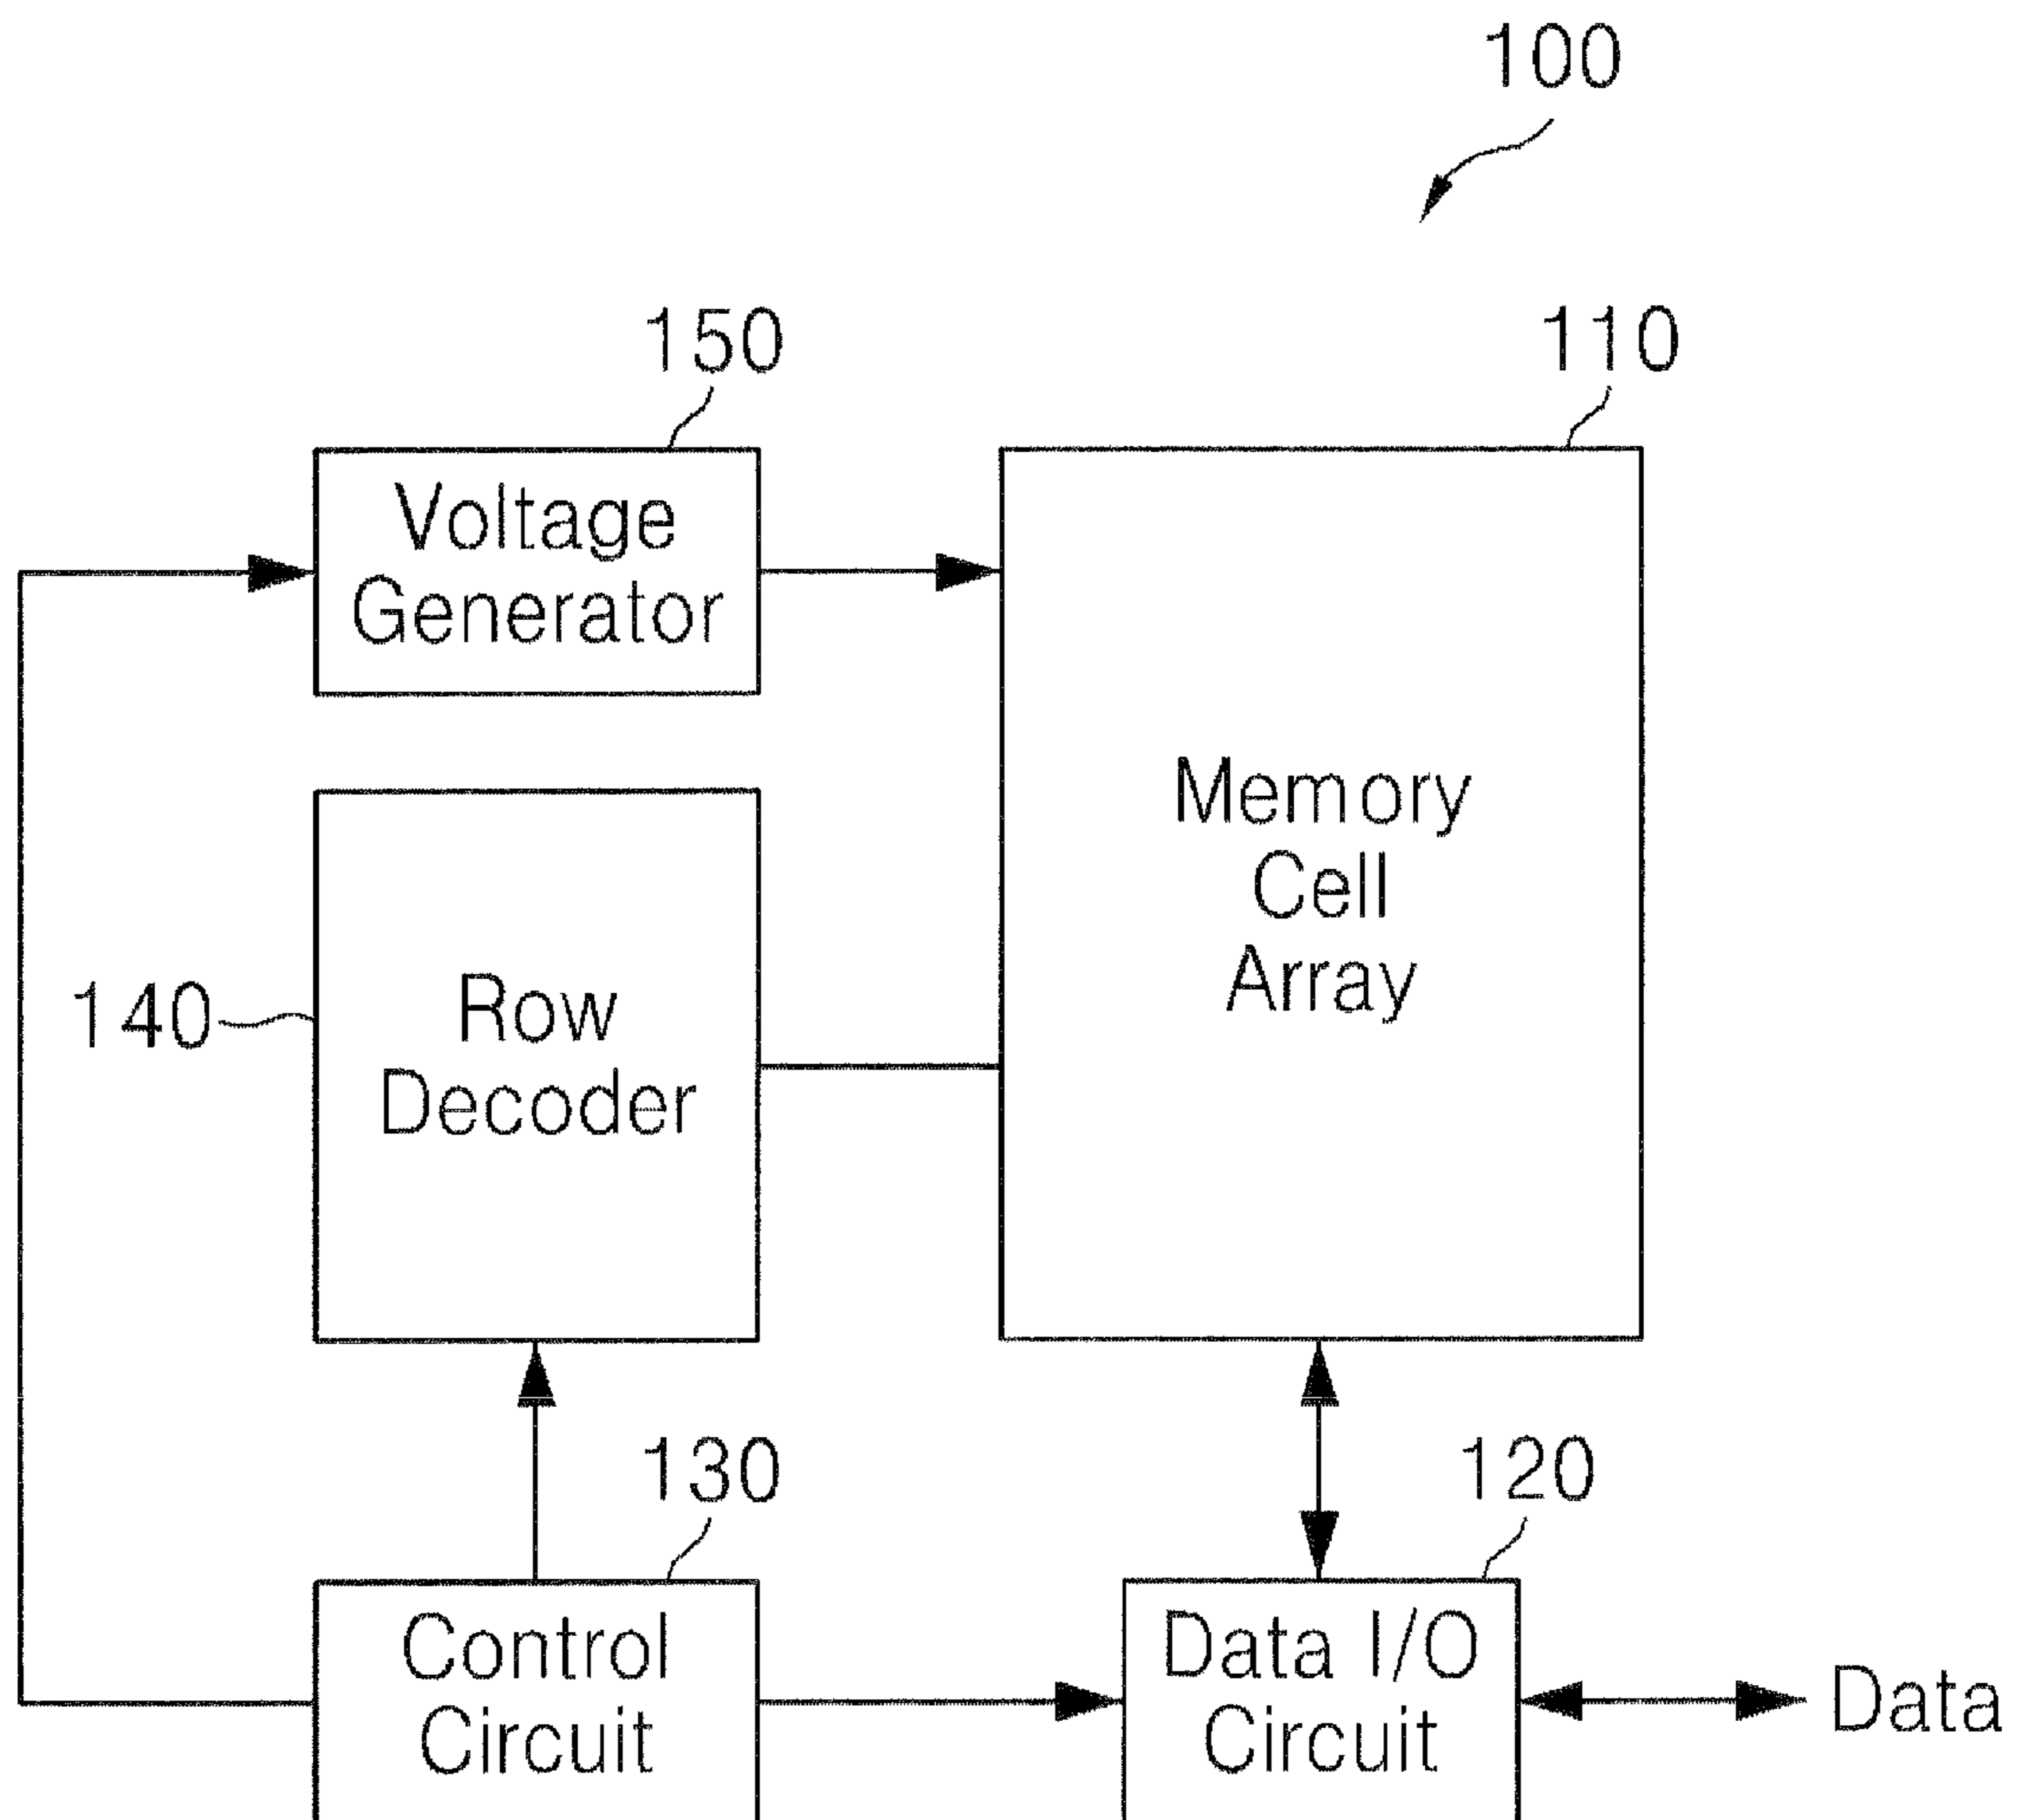 100
150
110
Voltage
Generator
Memory
Cell
Array
140
Row
Decoder
130
120
Control
Circuit
Data I/O
Circuit
Data